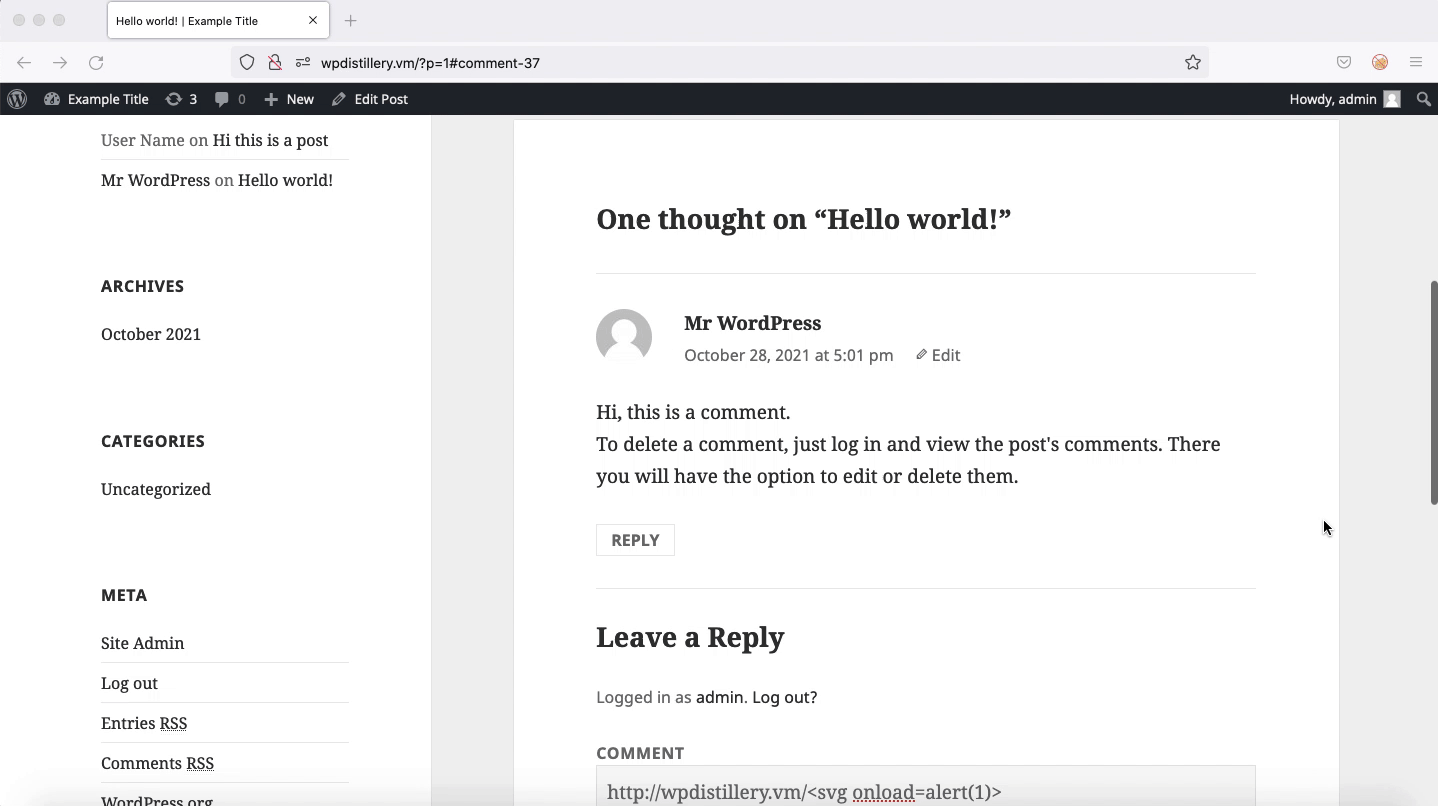 Hello world! | Example Title
wpdistillery.vm/?p=1#comment-37
Example Title 3 0 New Edit Post Howdy, admin
User Name on Hi this is a post
Mr WordPress on Hello world!
ARCHIVES
October 2021
CATEGORIES
Uncategorized
META
Site Admin
Log out
Entries RSS
Comments RSS
WordPress.org
One thought on “Hello world!”
Mr WordPress
October 28, 2021 at 5:01 pm Edit
Hi, this is a comment.
To delete a comment, just log in and view the post's comments. There
you will have the option to edit or delete them.
REPLY
Leave a Reply
Logged in as admin. Log out?
COMMENT
http://wpdistillery.vm/<svg onload=alert(1)>